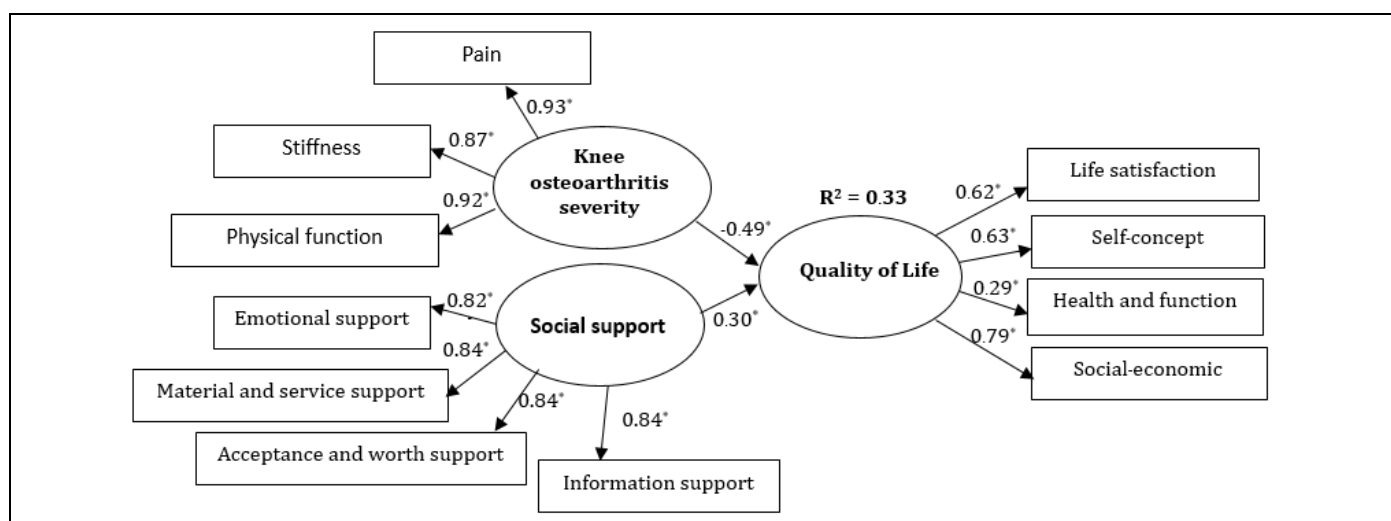 Pain
0.93*
0.87*
Stiffness
Knee
osteoarthritis
severity
0.92*
Physical function
-0.49*
R² = 0.33
Quality of Life
0.62*
Life satisfaction
0.63*
Self-concept
0.29*
Health and function
0.79*
Social-economic
0.82*
Emotional support
Social support
0.30*
0.84*
Material and service support
0.84*
Acceptance and worth support
0.84*
Information support